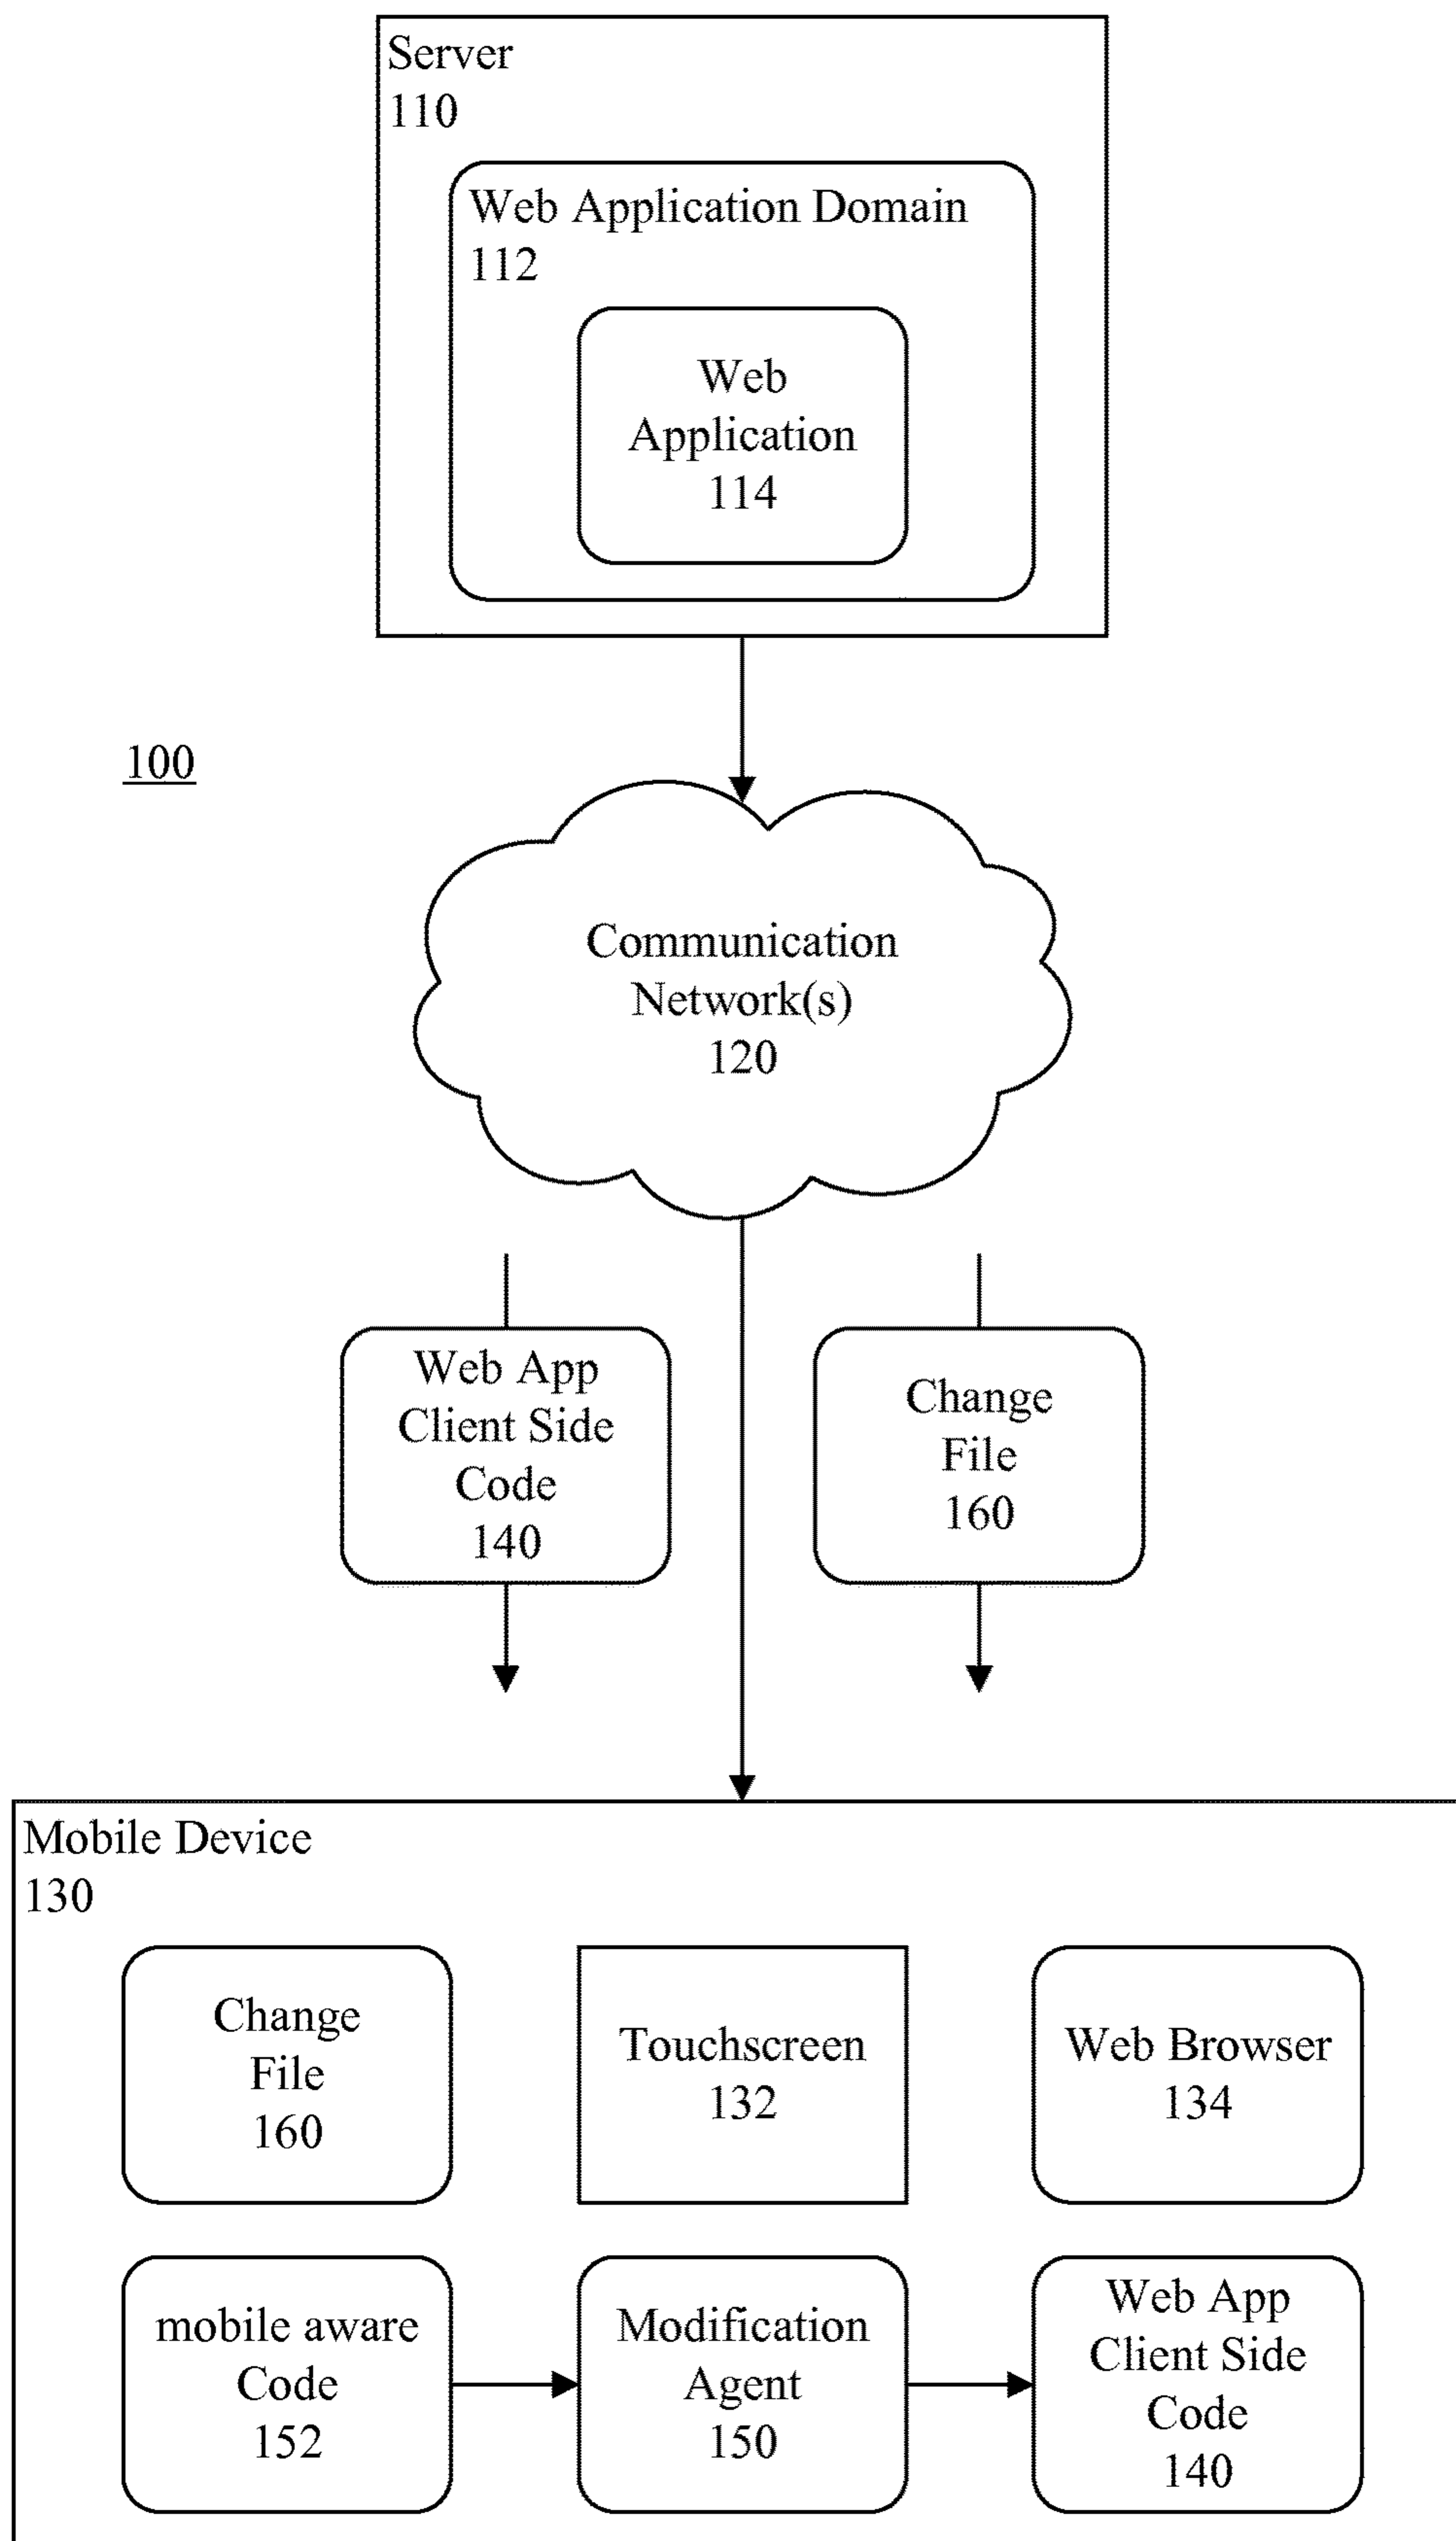 Server
110
Web Application Domain
112
Web
Application
114
100
Communication
Network(s)
120
Web App
Client Side
Code
140
Change
File
160
Mobile Device
130
Change
File
160
Touchscreen
132
Web Browser
134
mobile aware
Code
152
Modification
Agent
150
Web App
Client Side
Code
140